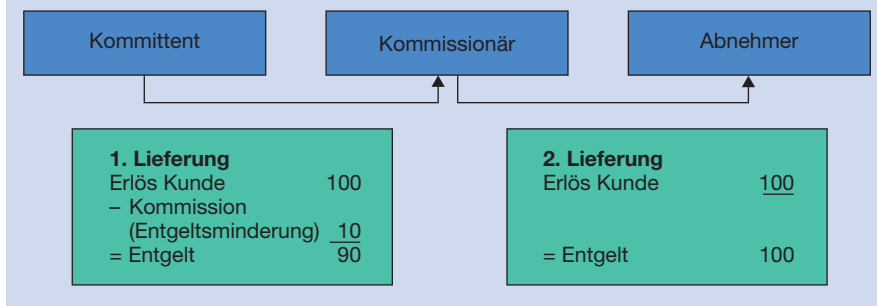 Kommittent
Kommissionär
Abnehmer
1. Lieferung
Erlös Kunde 100
– Kommission
(Entgeltsminderung) 10
= Entgelt 90
2. Lieferung
Erlös Kunde 100
= Entgelt 100